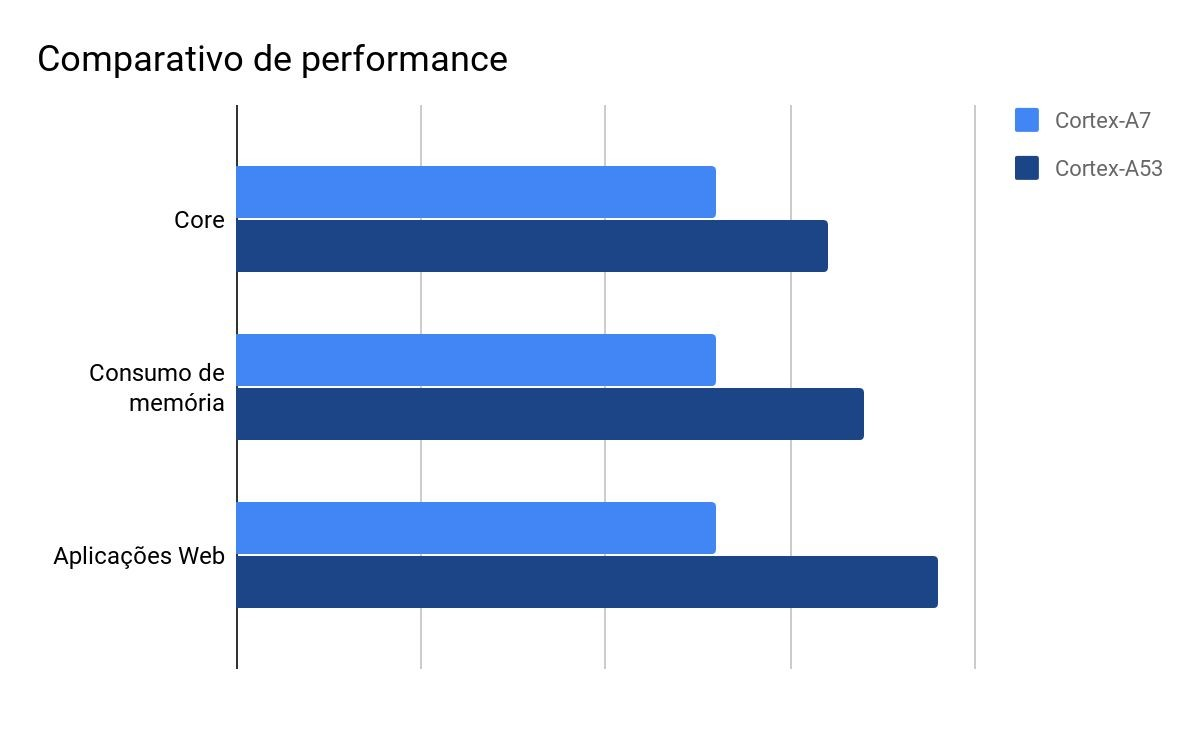 Comparativo de performance
Cortex-A7
Cortex-A53
Core
Consumo de
memória
Aplicações Web